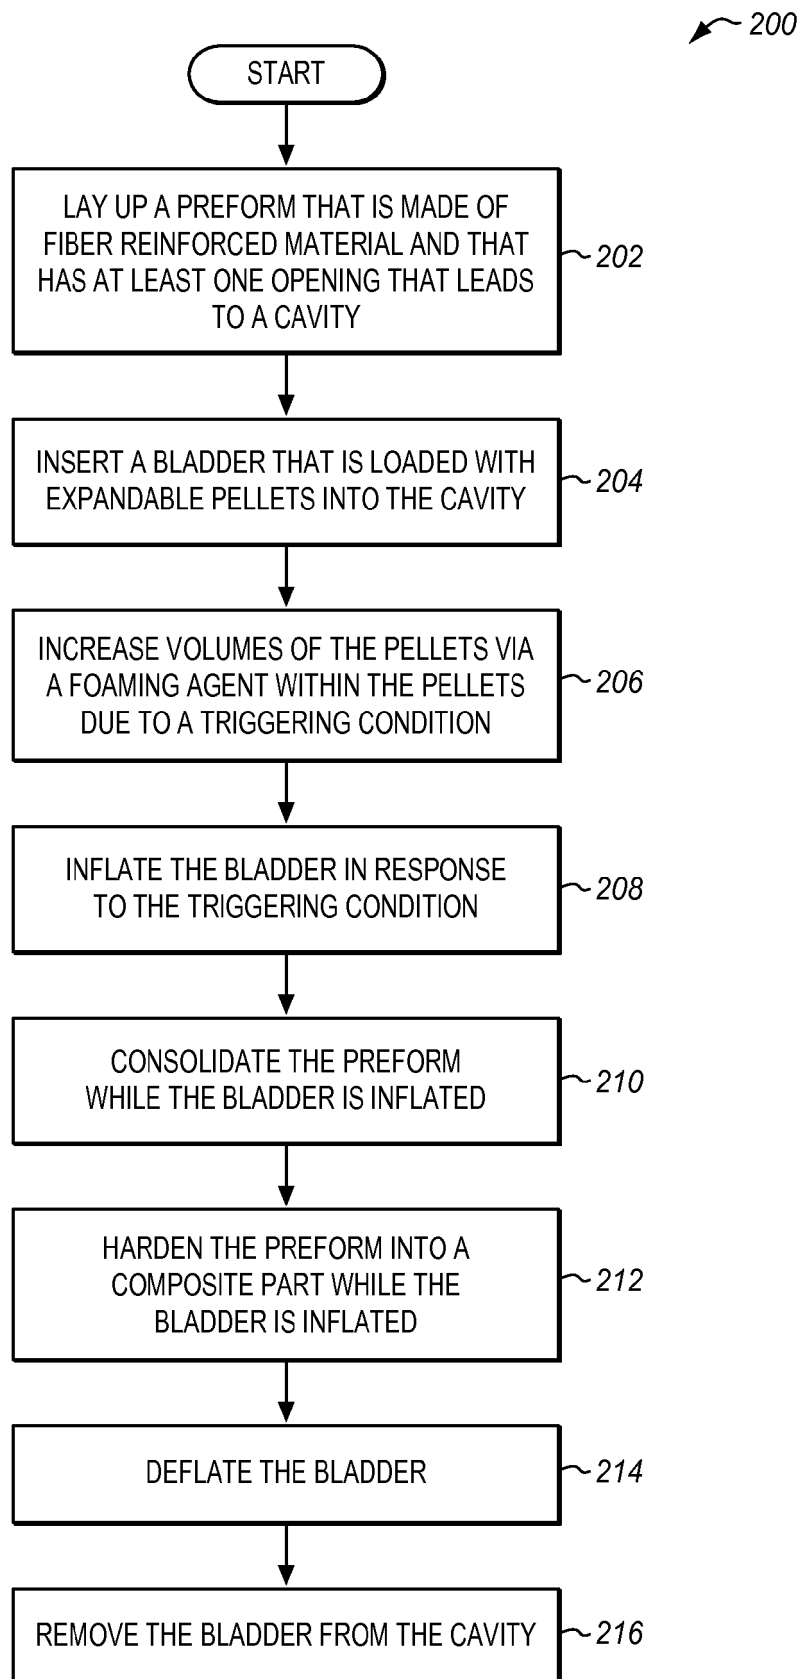 200
START
LAY UP A PREFORM THAT IS MADE OF
FIBER REINFORCED MATERIAL AND THAT
HAS AT LEAST ONE OPENING THAT LEADS
TO A CAVITY
202
INSERT A BLADDER THAT IS LOADED WITH
EXPANDABLE PELLETS INTO THE CAVITY
204
INCREASE VOLUMES OF THE PELLETS VIA
A FOAMING AGENT WITHIN THE PELLETS
DUE TO A TRIGGERING CONDITION
206
INFLATE THE BLADDER IN RESPONSE
TO THE TRIGGERING CONDITION
208
CONSOLIDATE THE PREFORM
WHILE THE BLADDER IS INFLATED
210
HARDEN THE PREFORM INTO A
COMPOSITE PART WHILE THE
BLADDER IS INFLATED
212
DEFLATE THE BLADDER
214
REMOVE THE BLADDER FROM THE CAVITY
216